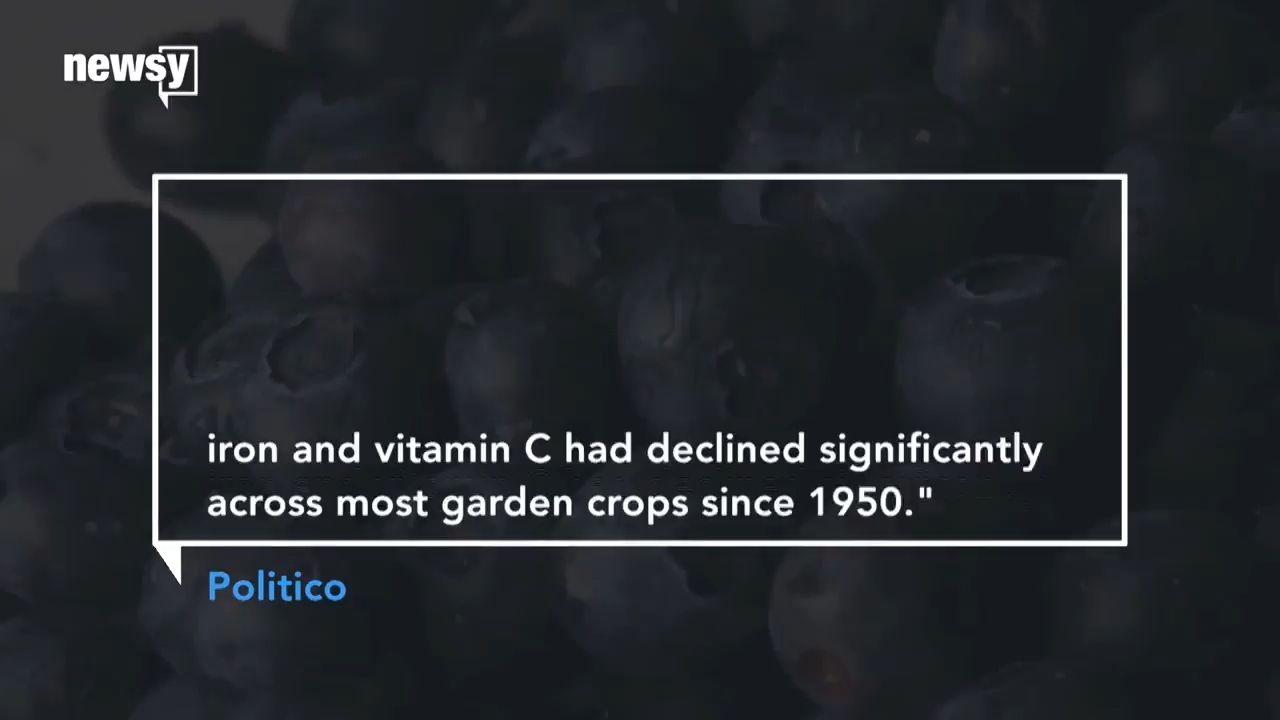 newsy
iron and vitamin C had declined significantly
across most garden crops since 1950."
Politico